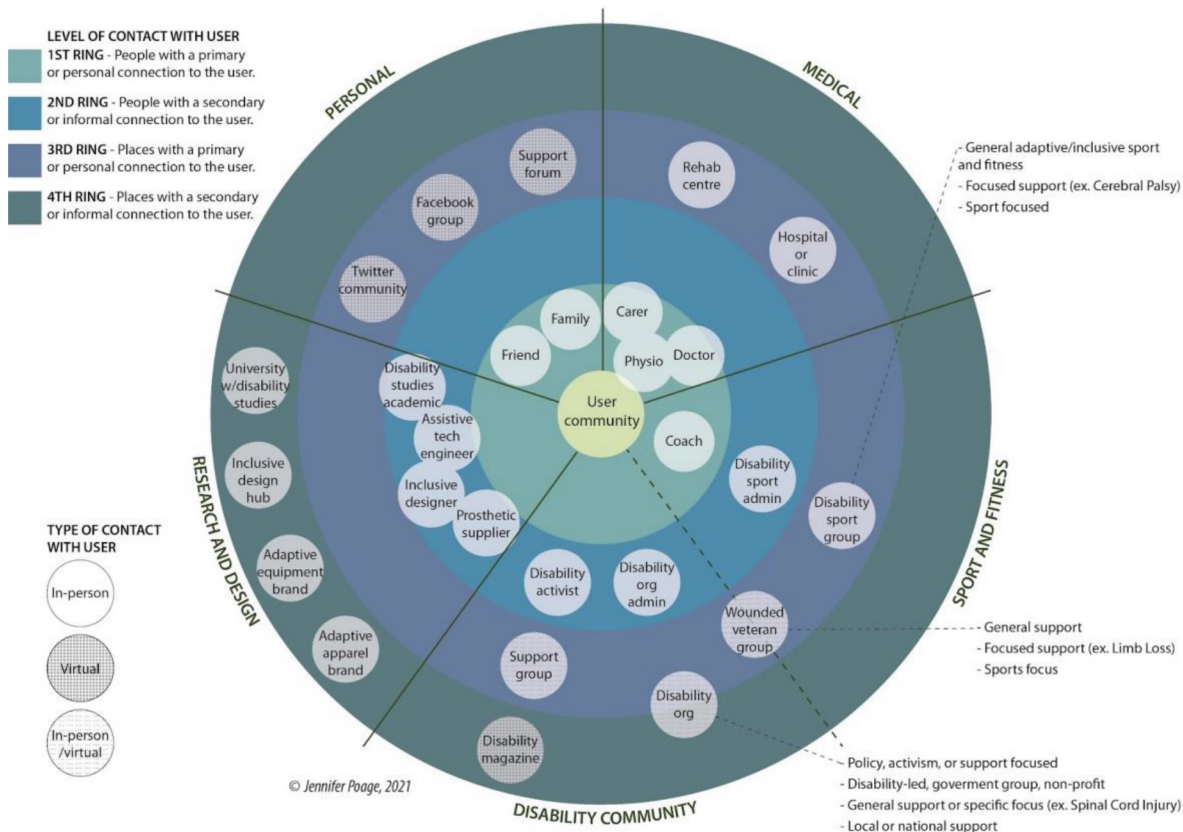 LEVEL OF CONTACT WITH USER
1ST RING - People with a primary
or personal connection to the user.
2ND RING - People with a secondary
or informal connection to the user.
3RD RING - Places with a primary
or personal connection to the user.
4TH RING - Places with a secondary
or informal connection to the user.
PERSONAL
MEDICAL
Support
forum
Facebook
group
Twitter
community
Rehab
centre
Hospital
or
clinic
- General adaptive/inclusive sport
and fitness
- Focused support (ex. Cerebral Palsy)
- Sport focused
Family
Friend
Carer
Physio
Doctor
User
community
Coach
University
w/disability
studies
Disability
studies
academic
Assistive
tech
engineer
Inclusive
design
hub
Inclusive
designer
Prosthetic
supplier
Adaptive
equipment
brand
Adaptive
apparel
brand
RESEARCH AND DESIGN
Disability
sport
admin
Disability
sport
group
SPORT AND FITNESS
Disability
activist
Disability
org
admin
Wounded
veteran
group
- General support
- Focused support (ex. Limb Loss)
- Sports focus
Support
group
Disability
org
Disability
magazine
- Policy, activism, or support focused
- Disability-led, goverment group, non-profit
- General support or specific focus (ex. Spinal Cord Injury)
- Local or national support
DISABILITY COMMUNITY
TYPE OF CONTACT
WITH USER
In-person
Virtual
In-person
/virtual
© Jennifer Poage, 2021